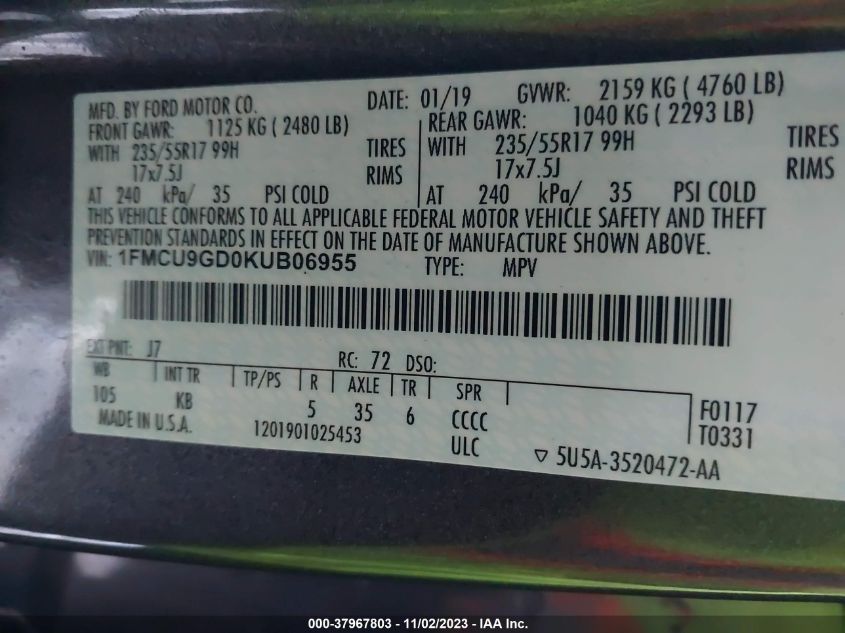 MFD. BY FORD MOTOR CO. DATE: 01/19 GVWR: 2159 KG ( 4760 LB)
FRONT GAWR: 1125 KG ( 2480 LB) REAR GAWR: 1040 KG ( 2293 LB)
WITH 235/55R17 99H TIRES WITH 235/55R17 99H TIRES
17x7.5J RIMS 17x7.5J RIMS
AT 240 kPa/ 35 PSI COLD AT 240 kPa/ 35 PSI COLD
THIS VEHICLE CONFORMS TO ALL APPLICABLE FEDERAL MOTOR VEHICLE SAFETY AND THEFT
PREVENTION STANDARDS IN EFFECT ON THE DATE OF MANUFACTURE SHOWN ABOVE.
VIN: 1FMCU9GD0KUB06955 TYPE: MPV
EXT PNT: J7 RC: 72 DSO:
WB INT TR TP/PS R AXLE TR SPR
105 KB 5 35 6 CCCC F0117
MADE IN U.S.A. 1201901025453 ULC T0331
▽ 5U5A-3520472-AA
000-37967803 - 11/02/2023 - IAA Inc.